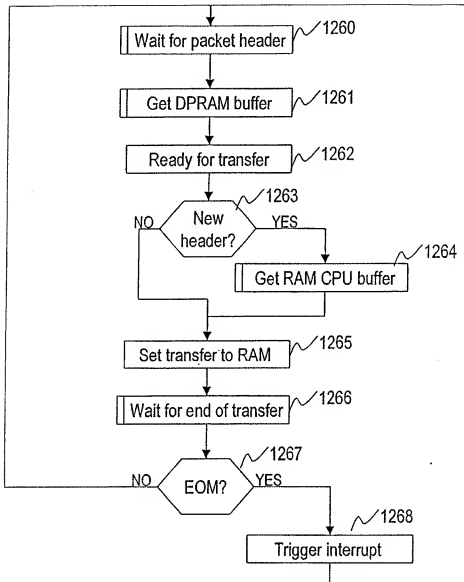 Wait for packet header
1260
Get DPRAM buffer
1261
Ready for transfer
1262
1263
NO
New
header?
YES
1264
Get RAM CPU buffer
Set transfer to RAM
1265
Wait for end of transfer
1266
1267
NO
EOM?
YES
1268
Trigger interrupt